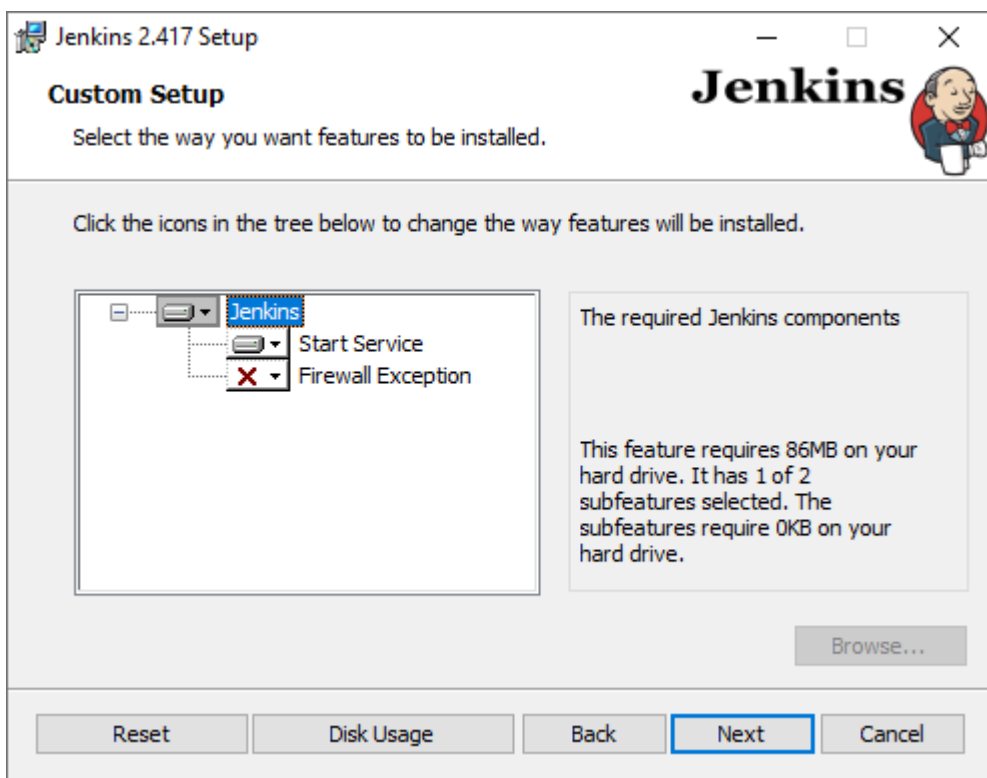 Jenkins 2.417 Setup
Jenkins
Custom Setup
Select the way you want features to be installed.
Click the icons in the tree below to change the way features will be installed.
Jenkins
Start Service
Firewall Exception
The required Jenkins components
This feature requires 86MB on your
hard drive. It has 1 of 2
subfeatures selected. The
subfeatures require 0KB on your
hard drive.
Browse...
Reset
Disk Usage
Back
Next
Cancel